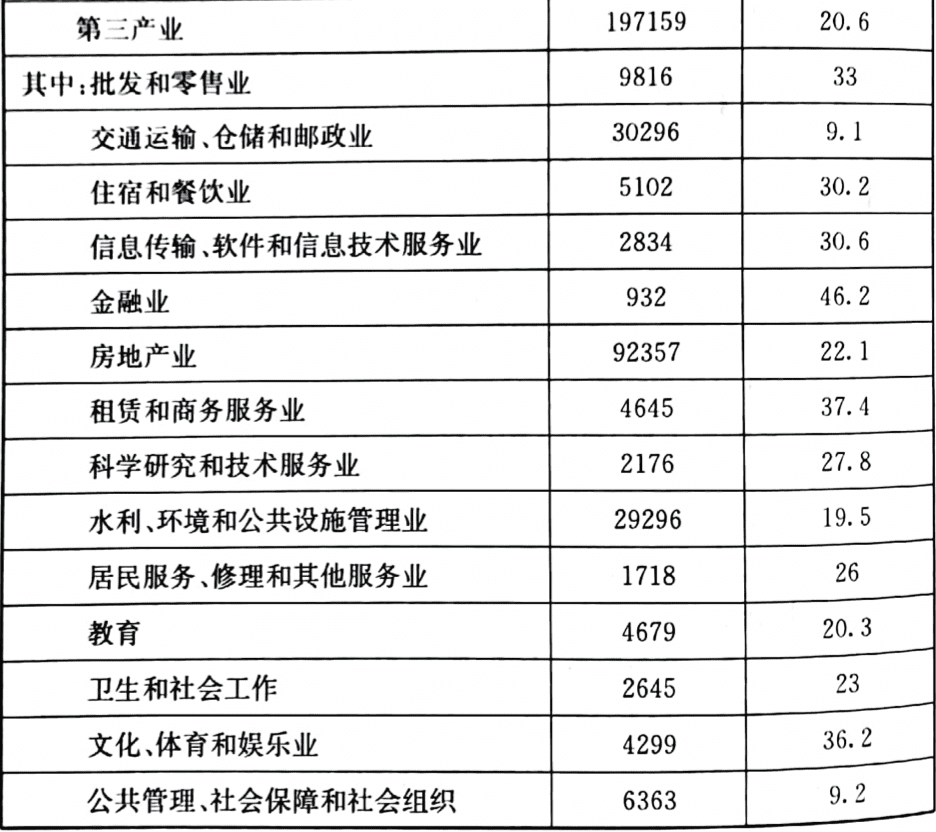 第三产业 197159 20.6
其中:批发和零售业 9816 33
交通运输、仓储和邮政业 30296 9.1
住宿和餐饮业 5102 30.2
信息传输、软件和信息技术服务业 2834 30.6
金融业 932 46.2
房地产业 92357 22.1
租赁和商务服务业 4645 37.4
科学研究和技术服务业 2176 27.8
水利、环境和公共设施管理业 29296 19.5
居民服务、修理和其他服务业 1718 26
教育 4679 20.3
卫生和社会工作 2645 23
文化、体育和娱乐业 4299 36.2
公共管理、社会保障和社会组织 6363 9.2